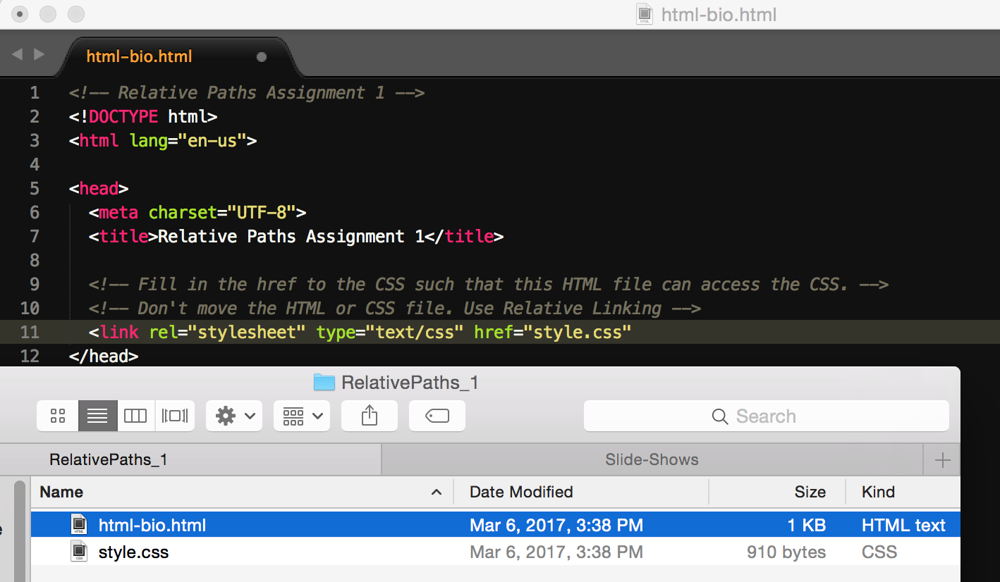 html-bio.html
html-bio.html
1 <!-- Relative Paths Assignment 1 -->
2 <!DOCTYPE html>
3 <html lang="en-us">
4
5 <head>
6 <meta charset="UTF-8">
7 <title>Relative Paths Assignment 1</title>
8
9 <!-- Fill in the href to the CSS such that this HTML file can access the CSS. -->
10 <!-- Don't move the HTML or CSS file. Use Relative Linking -->
11 <link rel="stylesheet" type="text/css" href="style.css"
12 </head>
RelativePaths_1
Search
RelativePaths_1 Slide-Shows
Name Date Modified Size Kind
html-bio.html Mar 6, 2017, 3:38 PM 1 KB HTML text
style.css Mar 6, 2017, 3:38 PM 910 bytes CSS